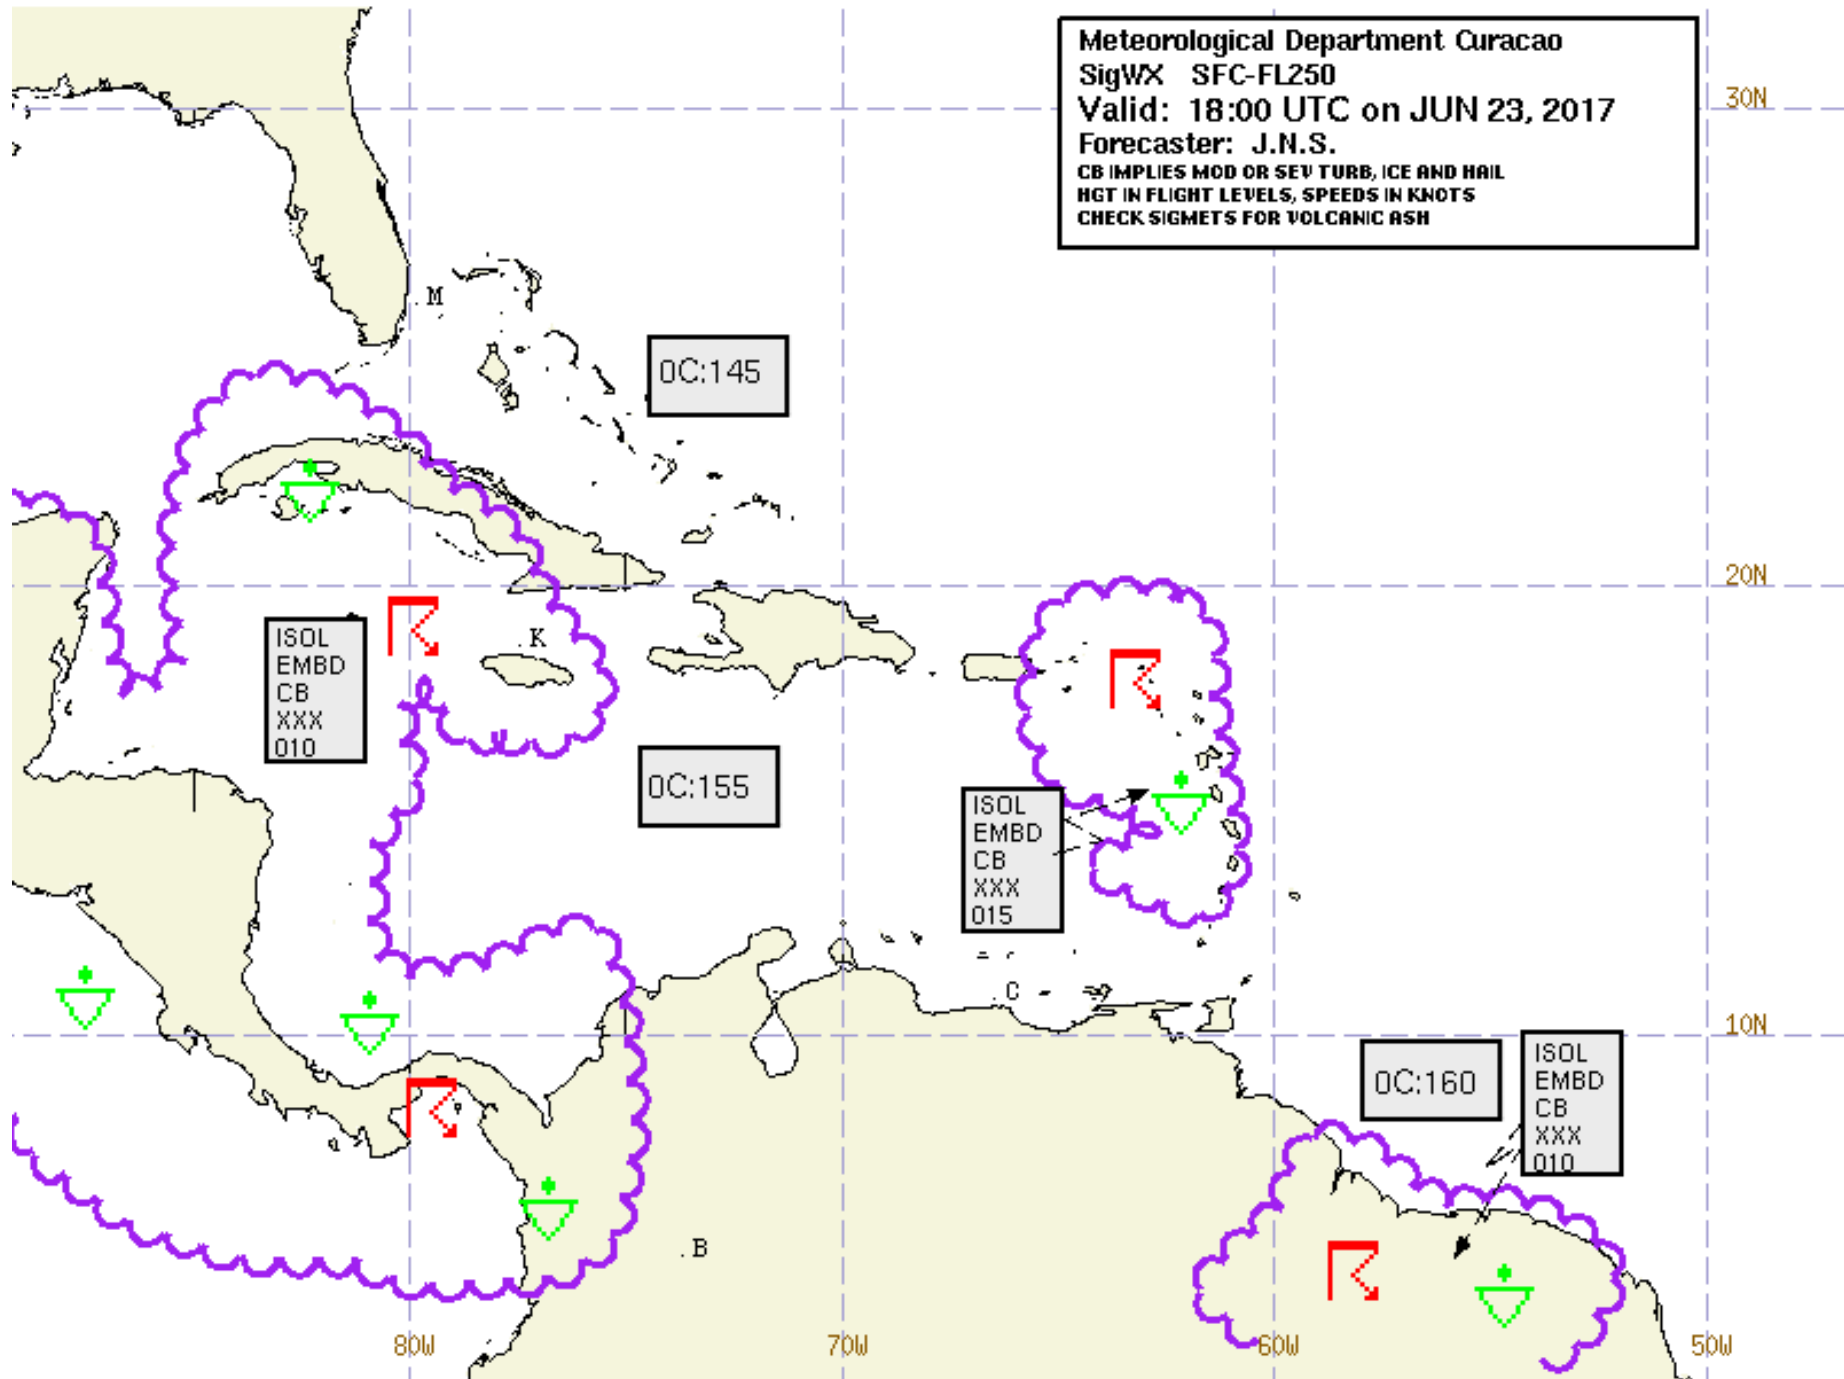 Meteorological Department Curacao
SigWX SFC-FL250
Valid: 18:00 UTC on JUN 23, 2017
Forecaster: J.N.S.
CB IMPLIES MOD OR SEV TURB, ICE AND HAIL
HGT IN FLIGHT LEVELS, SPEEDS IN KNOTS
CHECK SIGMETS FOR VOLCANIC ASH
30N
M
0C:145
20N
ISOL
EMBD
CB
XXX
010
K
0C:155
ISOL
EMBD
CB
XXX
015
C
10N
0C:160
ISOL
EMBD
CB
XXX
010
B
80W
70W
60W
50W